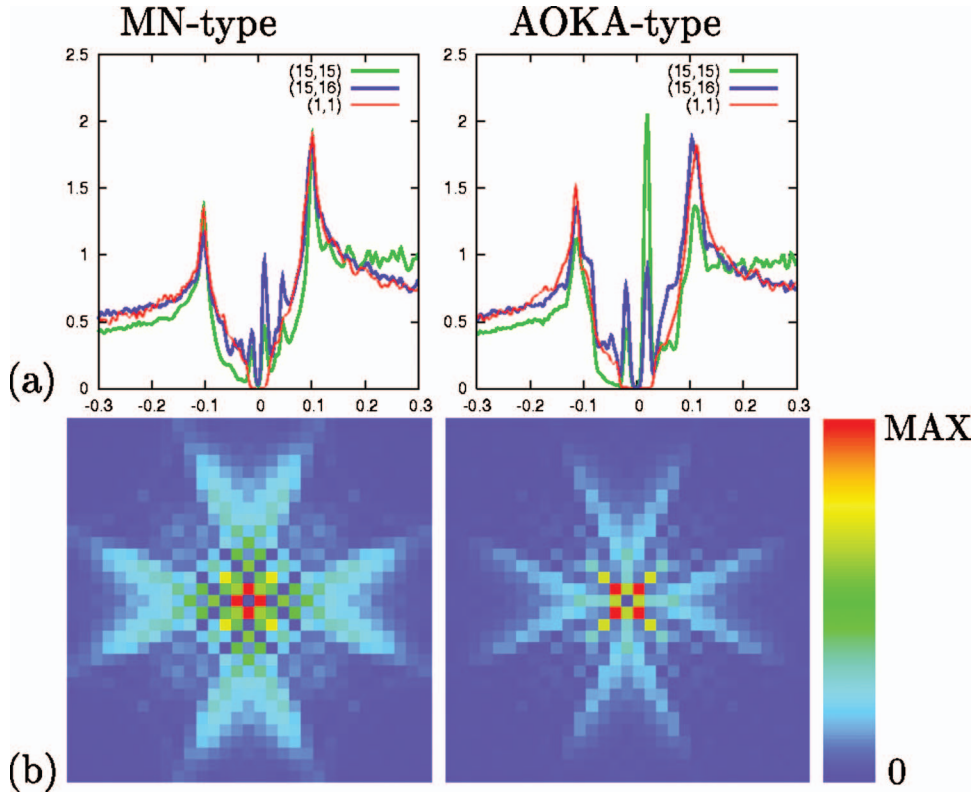 MN-type AOKA-type
2.5 (15,15) 2.5 (15,15)
(15,16) (15,16)
2 (1,1) 2 (1,1)
1.5 1.5
1 1
0.5 0.5
(a) 0 0
-0.3 -0.2 -0.1 0 0.1 0.2 0.3 -0.3 -0.2 -0.1 0 0.1 0.2 0.3
MAX
(b) 0